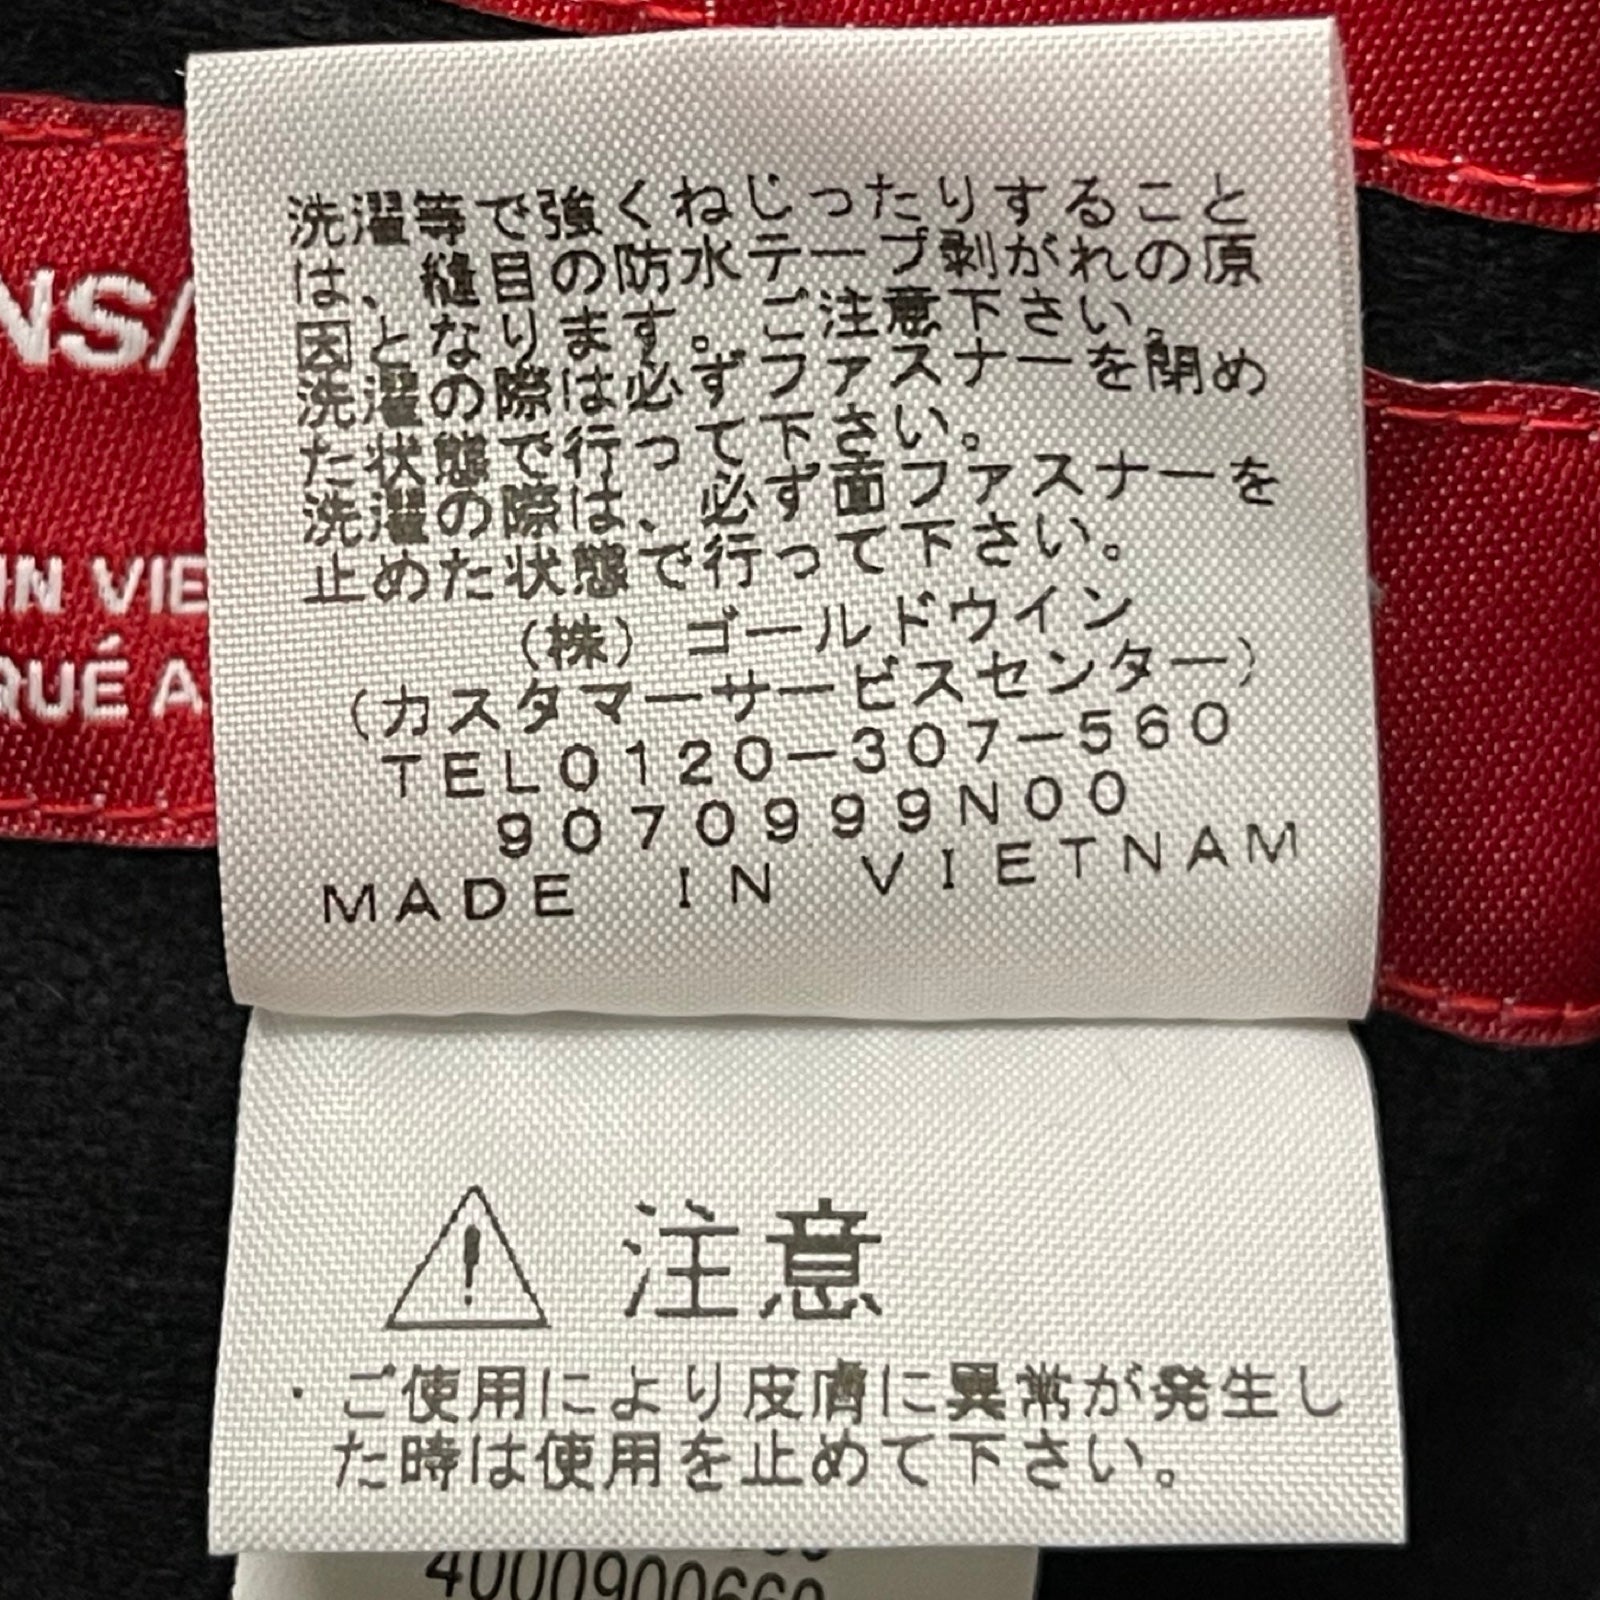 洗濯等で強くねじったりすること
は、縫目の防水テープ剥がれの原
因となります。ご注意下さい。
洗濯の際は必ずファスナーを閉め
た状態で行って下さい。
洗濯の際は、必ず面ファスナーを
止めた状態で行って下さい。
(株)ゴールドウイン
(カスタマーサービスセンター)
TEL0120-307-560
9070999N00
MADE IN VIETNAM
NS/
IN VIE
QUÉ A
注意
・ご使用により皮膚に異常が発生し
た時は使用を止めて下さい。
4000900660